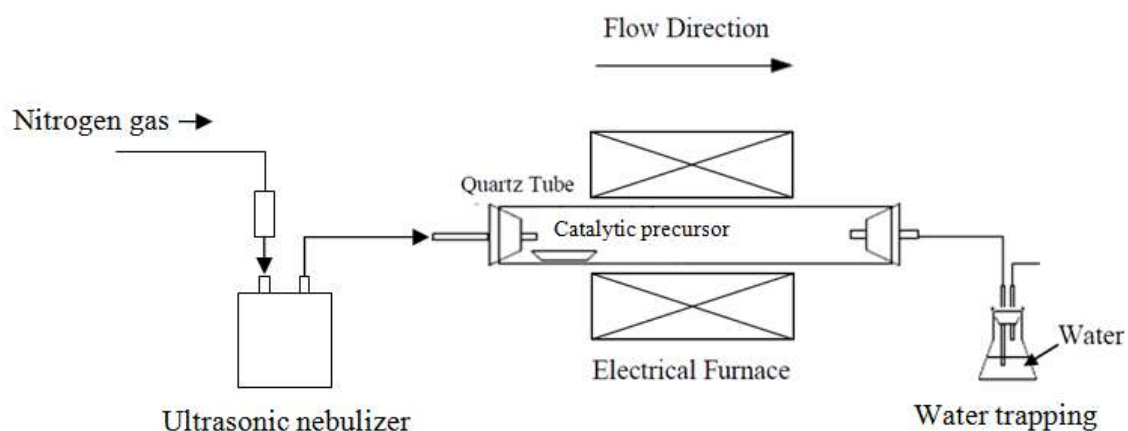 Flow Direction
Nitrogen gas
Quartz Tube
Catalytic precursor
Water
Electrical Furnace
Ultrasonic nebulizer
Water trapping